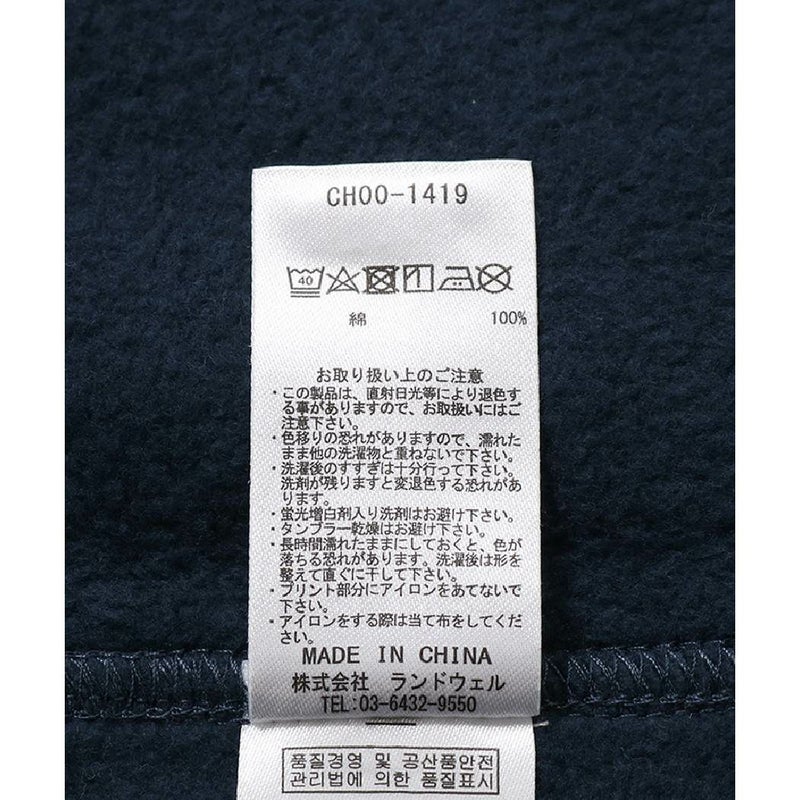 CH00-1419
40
綿 100%
お取り扱い上のご注意
・この製品は、直射日光等により退色す
る事がありますので、お取扱いにはご
注意下さい。
・色移りの恐れがありますので、濡れた
まま他の洗濯物と重ねないで下さい。
・洗濯後のすすぎは十分行って下さい。
洗剤が残りますと変退色する恐れがあ
ります。
・蛍光増白剤入り洗剤はお避け下さい。
・タンブラー乾燥はお避け下さい。
・長時間濡れたままにしておくと、色が
落ちる恐れがあります。洗濯後は形を
整えて直ぐに干して下さい。
・プリント部分にアイロンをあてないで
下さい。
・アイロンをする際は当て布をしてくだ
さい。
MADE IN CHINA
株式会社 ランドウェル
TEL:03-6432-9550
품질경영 및 공산품안전
관리법에 의한 품질표시